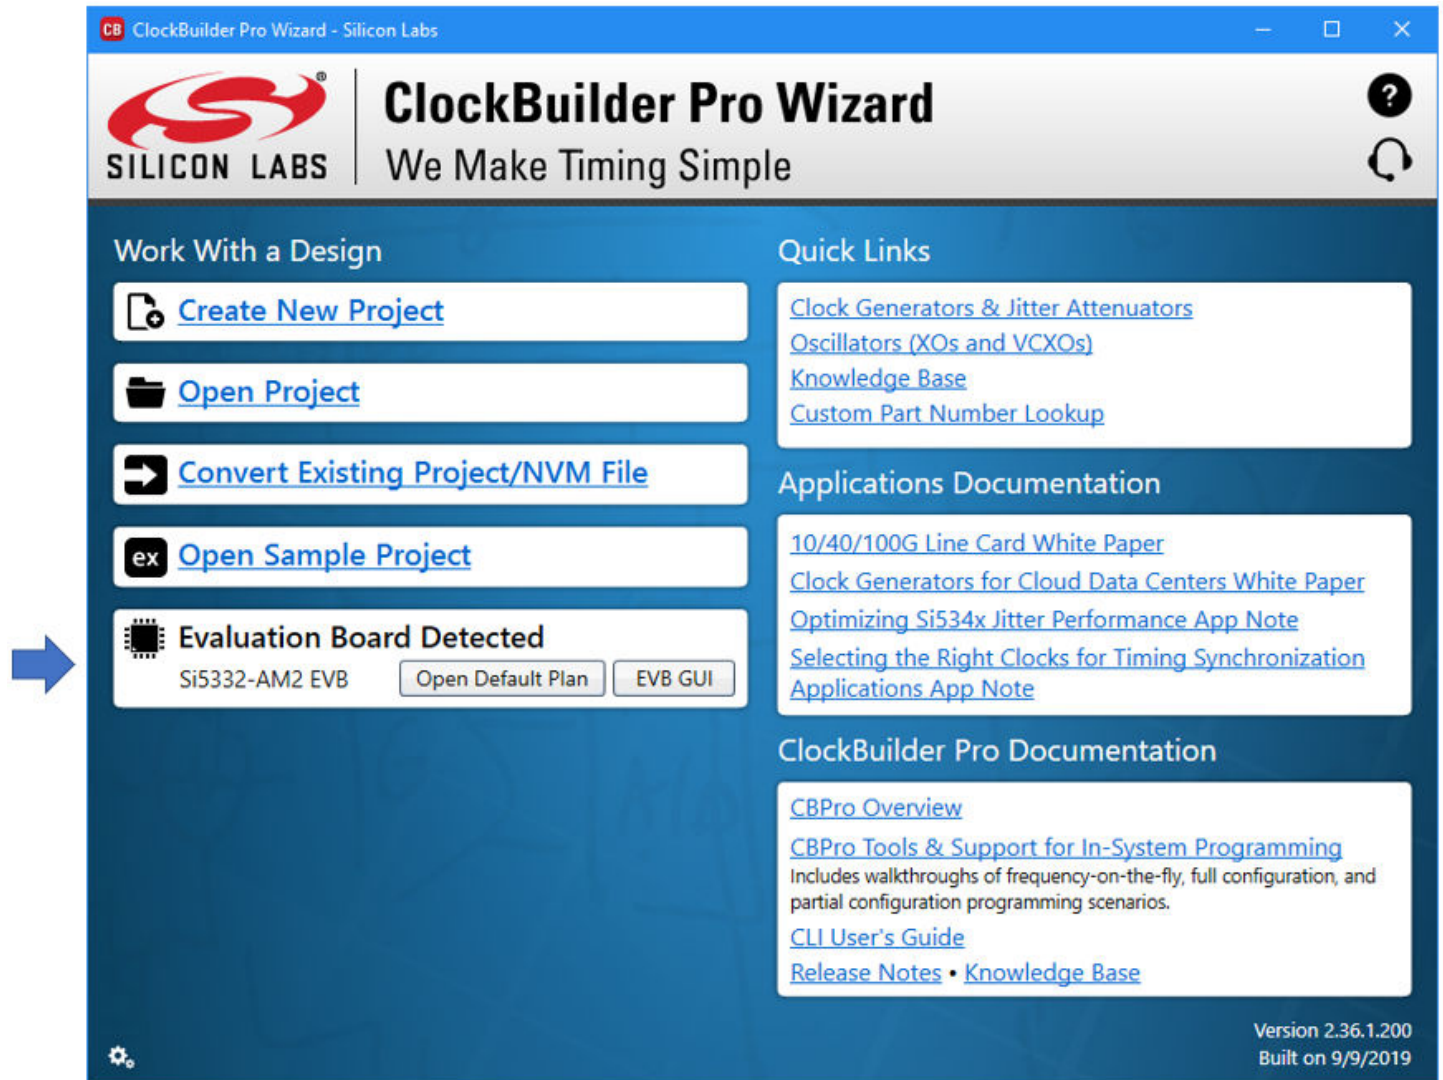 CB ClockBuilder Pro Wizard - Silicon Labs
SILICON LABS
®
ClockBuilder Pro Wizard
We Make Timing Simple
?
Work With a Design
Create New Project
Open Project
Convert Existing Project/NVM File
ex Open Sample Project
Evaluation Board Detected
Si5332-AM2 EVB Open Default Plan EVB GUI
Quick Links
Clock Generators & Jitter Attenuators
Oscillators (XOs and VCXOs)
Knowledge Base
Custom Part Number Lookup
Applications Documentation
10/40/100G Line Card White Paper
Clock Generators for Cloud Data Centers White Paper
Optimizing Si534x Jitter Performance App Note
Selecting the Right Clocks for Timing Synchronization
Applications App Note
ClockBuilder Pro Documentation
CBPro Overview
CBPro Tools & Support for In-System Programming
Includes walkthroughs of frequency-on-the-fly, full configuration, and
partial configuration programming scenarios.
CLI User's Guide
Release Notes • Knowledge Base
Version 2.36.1.200
Built on 9/9/2019